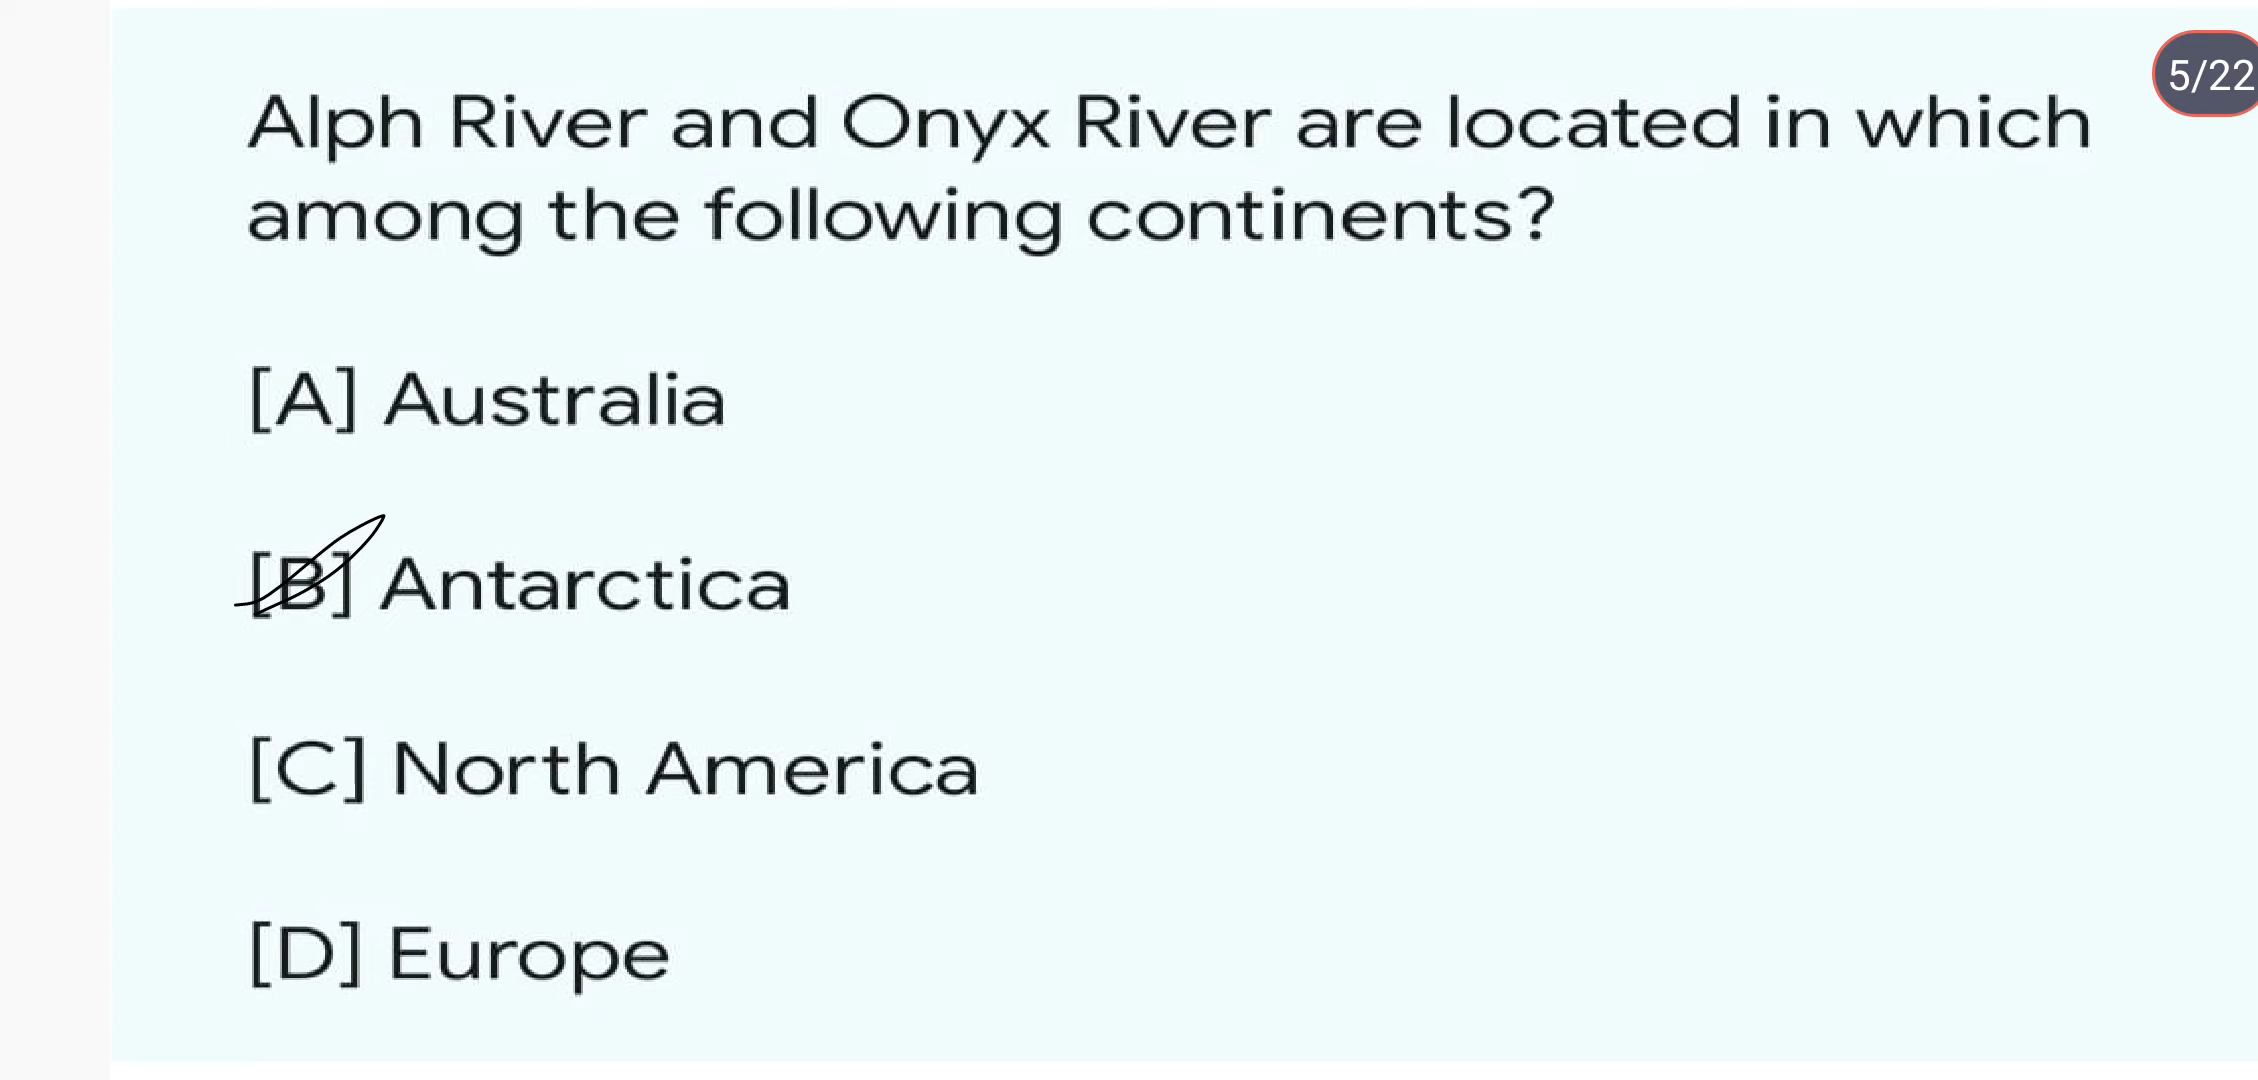 5/22
Alph River and Onyx River are located in which
among the following continents?
[A] Australia
[B] Antarctica
[C] North America
[D] Europe